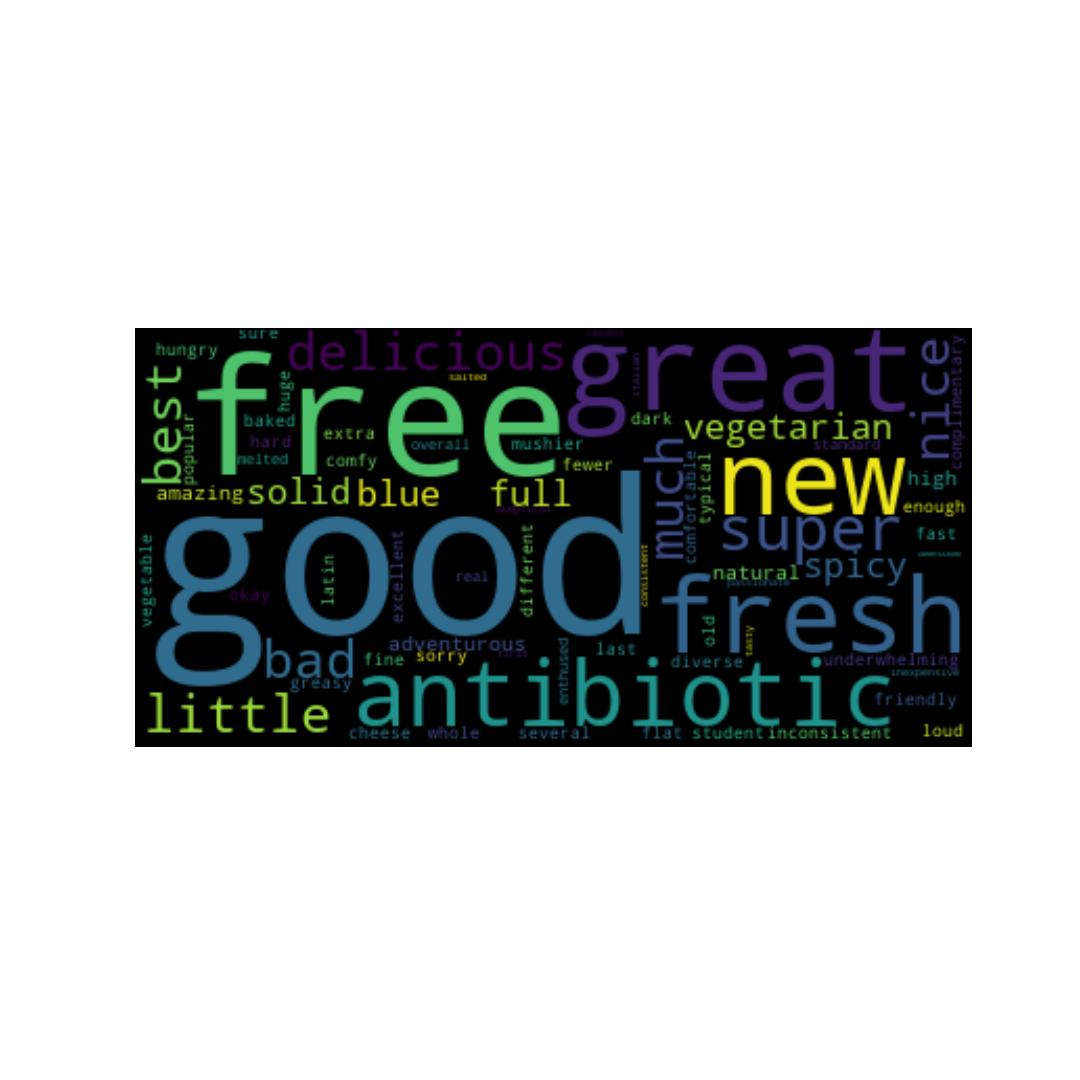 sure
delicious
great
hungry
free
best
huge
salted
italian
nice
complimentary
popular
baked
extra
dark
vegetarian
hard
overall
mushier
standard
melted
comfy
fewer
much
comfortable
typical
new
high
amazing
solid
blue
full
enough
good
super
fast
vegetable
latin
excellent
real
different
consistent
natural
spicy
passionate
okay
fresh
adventurous
old
tasty
bad
fine
sorry
enthused
last
diverse
underwhelming
greasy
inexpensive
little
antibiotic
friendly
cheese
whole
several
flat
student
inconsistent
loud